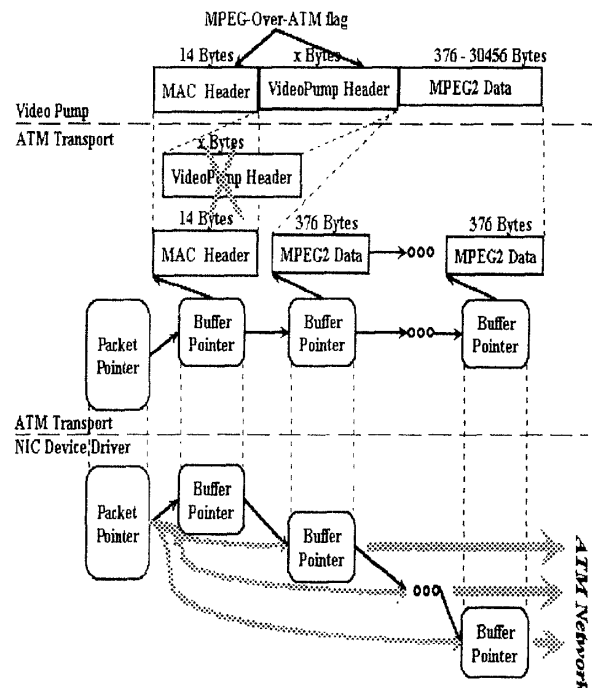 MPEG-Over-ATM flag
14 Bytes
x Bytes
376 - 30456 Bytes
MAC Header
VideoPump Header
MPEG2 Data
Video Pump
ATM Transport
x Bytes
VideoPump Header
14 Bytes
376 Bytes
376 Bytes
MAC Header
MPEG2 Data
ooo
MPEG2 Data
Packet
Pointer
Buffer
Pointer
Buffer
Pointer
ooo
Buffer
Pointer
ATM Transport
NIC Device Driver
Packet
Pointer
Buffer
Pointer
Buffer
Pointer
ooo
Buffer
Pointer
ATM Network